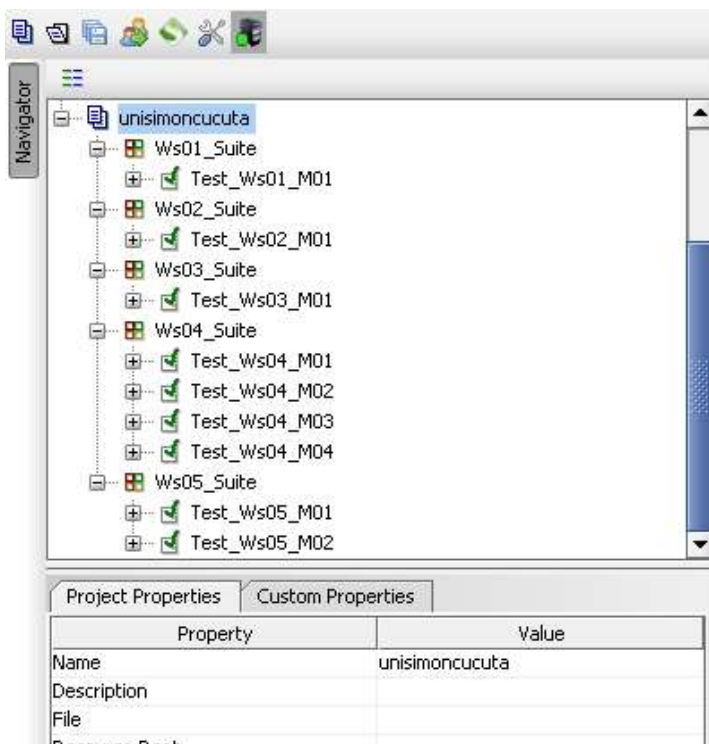 Navigator
unisimoncucuta
Ws01_Suite
Test_Ws01_M01
Ws02_Suite
Test_Ws02_M01
Ws03_Suite
Test_Ws03_M01
Ws04_Suite
Test_Ws04_M01
Test_Ws04_M02
Test_Ws04_M03
Test_Ws04_M04
Ws05_Suite
Test_Ws05_M01
Test_Ws05_M02
Project Properties Custom Properties
Property Value
Name unisimoncucuta
Description
File